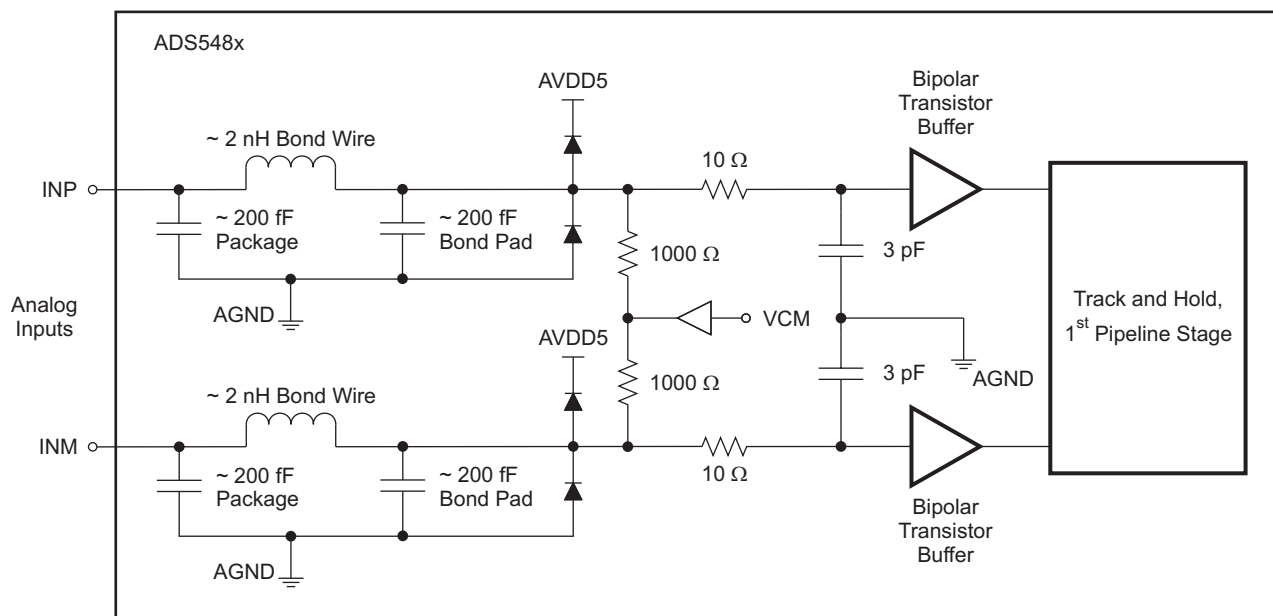 ADS548x
AVDD5
Bipolar
Transistor
Buffer
~ 2 nH Bond Wire
10 Ω
INP
~ 200 fF
Package
~ 200 fF
Bond Pad
1000 Ω
3 pF
Analog
Inputs
AGND
VCM
Track and Hold,
1st Pipeline Stage
AVDD5
AGND
~ 2 nH Bond Wire
1000 Ω
3 pF
INM
10 Ω
~ 200 fF
Package
~ 200 fF
Bond Pad
Bipolar
Transistor
Buffer
AGND